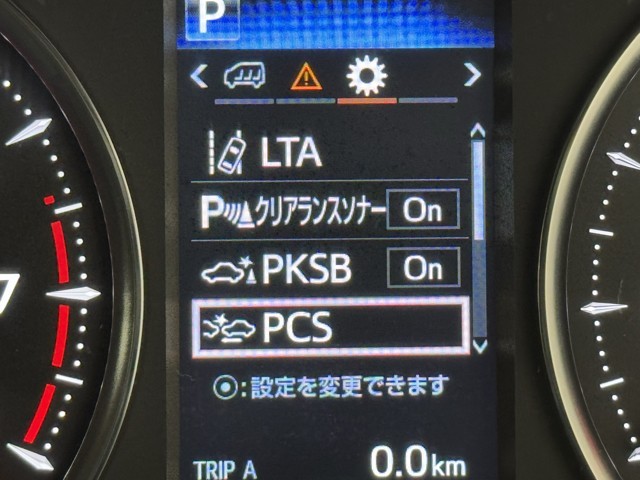 P
LTA
P クリアランスソナー On
PKSB On
PCS
:設定を変更できます
TRIP A 0.0km
7